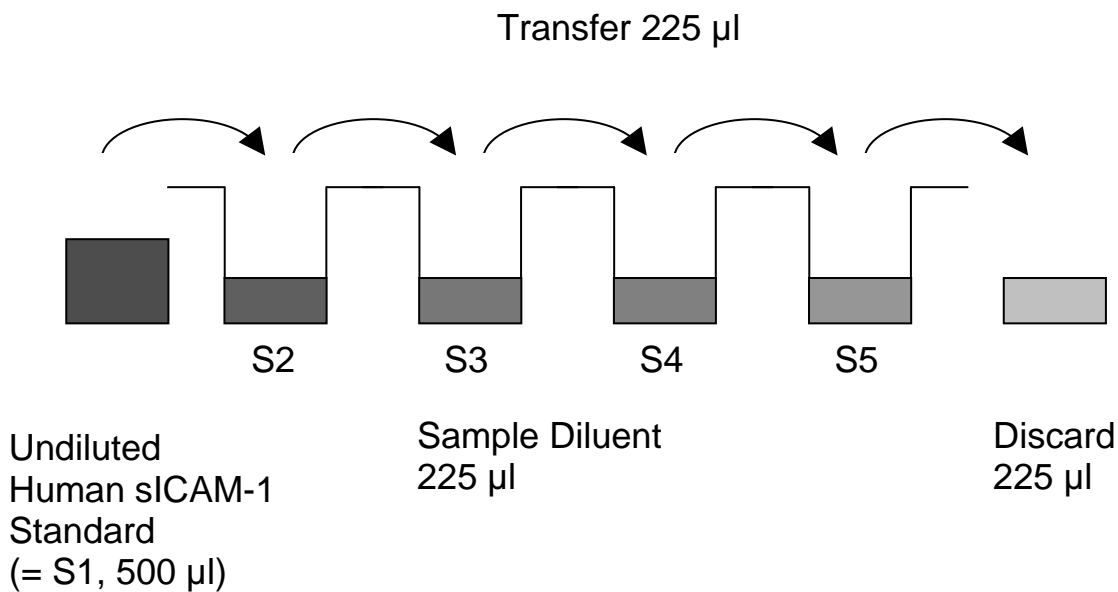 Transfer 225 µl
S2
S3
S4
S5
Undiluted
Human sICAM-1
Standard
(= S1, 500 µl)
Sample Diluent
225 µl
Discard
225 µl